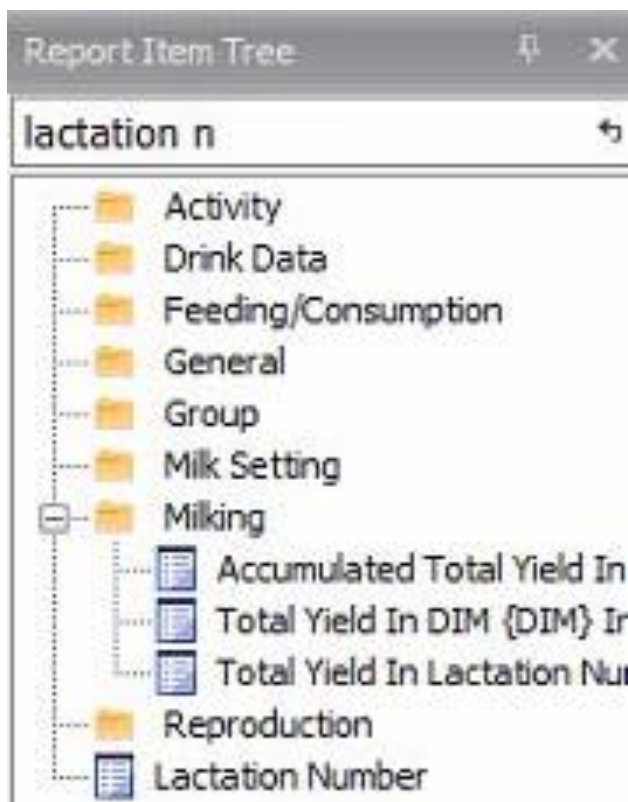 Report Item Tree
lactation n
Activity
Drink Data
Feeding/Consumption
General
Group
Milk Setting
Milking
Accumulated Total Yield In
Total Yield In DIM {DIM} In
Total Yield In Lactation Num
Reproduction
Lactation Number